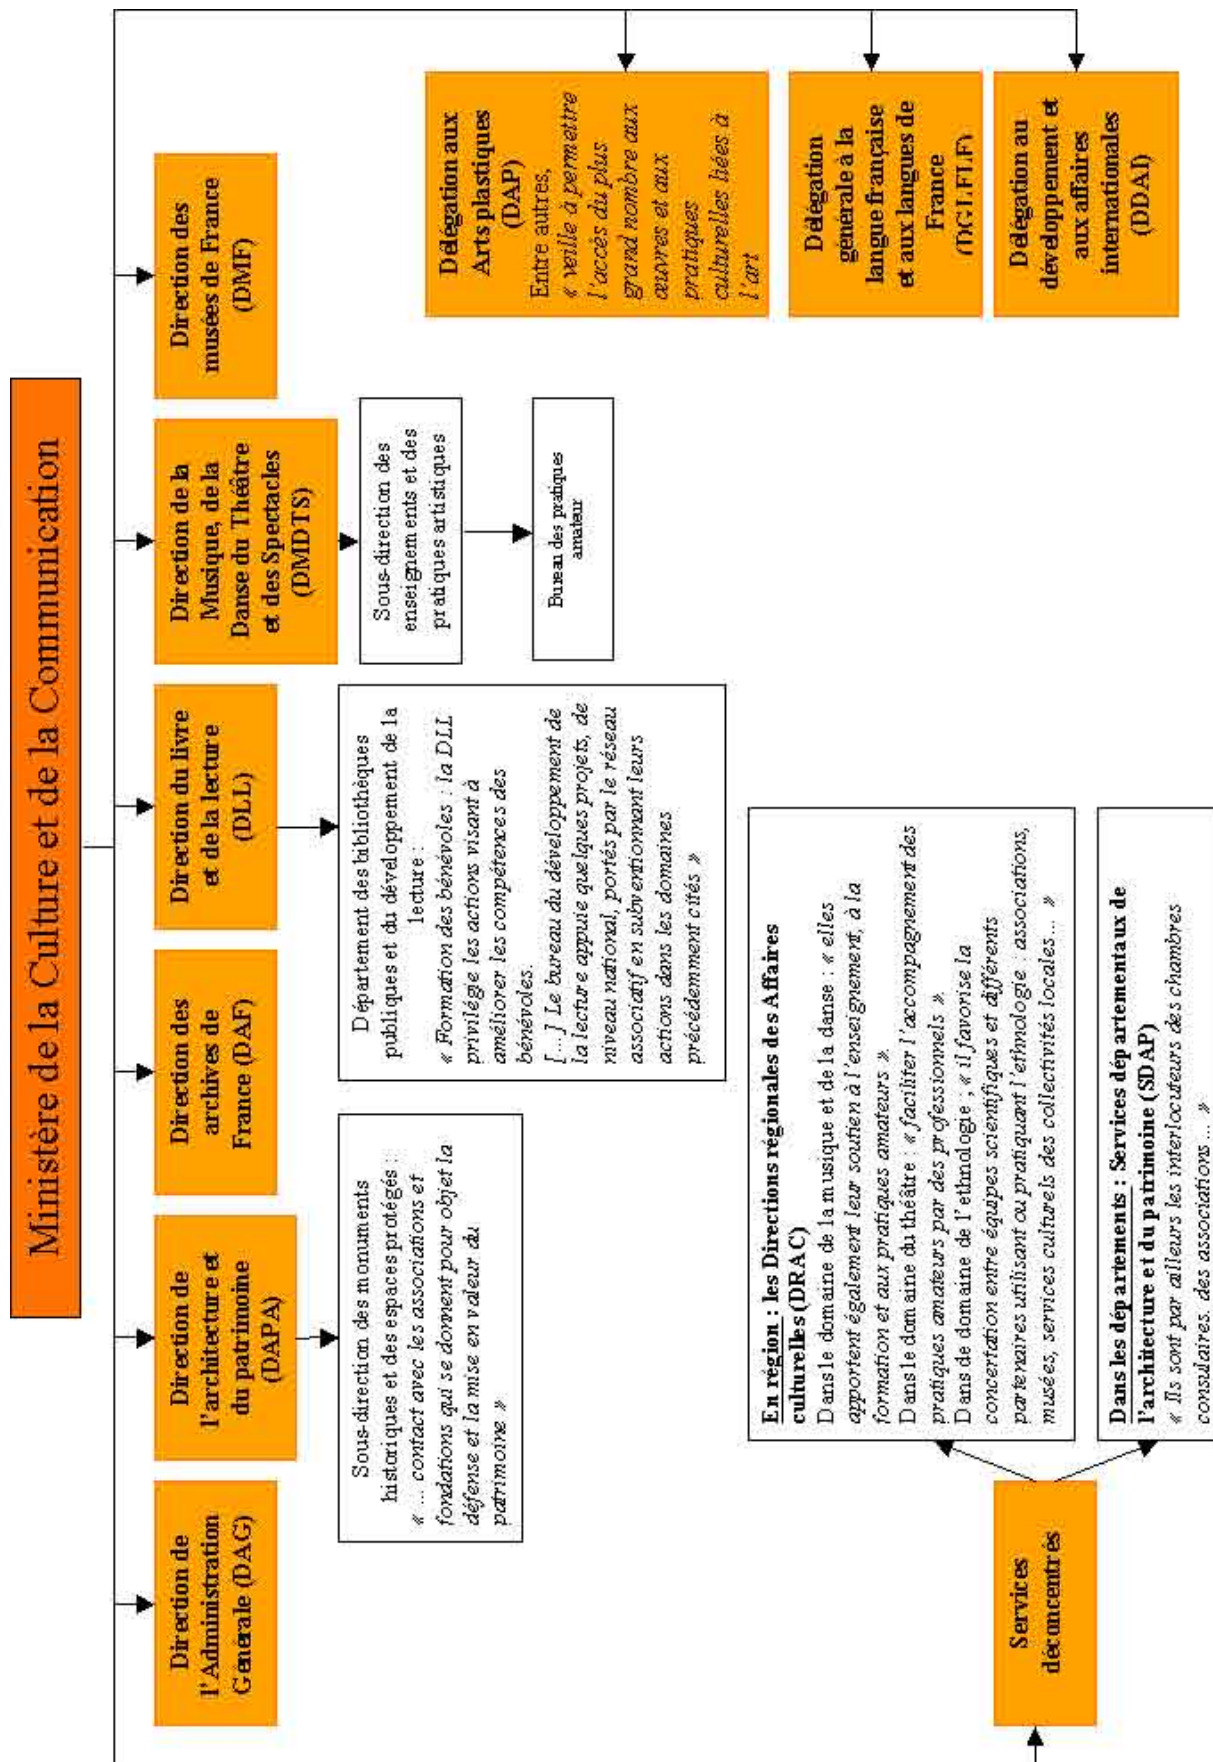 Ministère de la Culture et de la Communication
Direction de
l'Administration
Générale (DAG)
Direction de
l'architecture et
du patrimoine
(DAPA)
Direction des
archives de
France (DAF)
Direction du livre
et de la lecture
(DLL)
Direction de la
Musique, de la
Danse du Théâtre
et des Spectacles
(DMDTS)
Direction des
musées de France
(DMF)
Sous-direction des monuments
historiques et des espaces protégés :
« ... contact avec les associations et
fondations qui se donnent pour objet la
défense et la mise en valeur du
patrimoine »
Département des bibliothèques
publiques et du développement de la
lecture :
« Formation des bénévoles : la DLL
privilégie les actions visant à
améliorer les compétences des
bénévoles.
[...] Le bureau du développement de
la lecture appuie quelques projets, de
niveau national, portés par le réseau
associatif en subventionnant leurs
actions dans les domaines
précédemment cités »
Sous-direction des
enseignements et des
pratiques artistiques
Bureau des pratiques
amateur
Délégation aux
Arts plastiques
(DAP)
Entre autres,
« veille à permettre
l'accès du plus
grand nombre aux
œuvres et aux
pratiques
culturelles liées à
l'art
Délégation
générale à la
langue française
et aux langues de
France
(DGLFLF)
Délégation au
développement et
aux affaires
internationales
(DDAI)
Services
déconcentrés
En région : les Directions régionales des Affaires
culturelles (DRAC)
Dans le domaine de la musique et de la danse : « elles
apportent également leur soutien à l'enseignement, à la
formation et aux pratiques amateurs ».
Dans le domaine du théâtre : « faciliter l'accompagnement des
pratiques amateurs par des professionnels ».
Dans de domaine de l'ethnologie ; « il favorise la
concertation entre équipes scientifiques et différents
partenaires utilisant ou pratiquant l'ethnologie : associations,
musées, services culturels des collectivités locales... »
Dans les départements : Services départementaux de
l'architecture et du patrimoine (SDAP)
« Ils sont par ailleurs les interlocuteurs des chambres
consulaires, des associations ... »